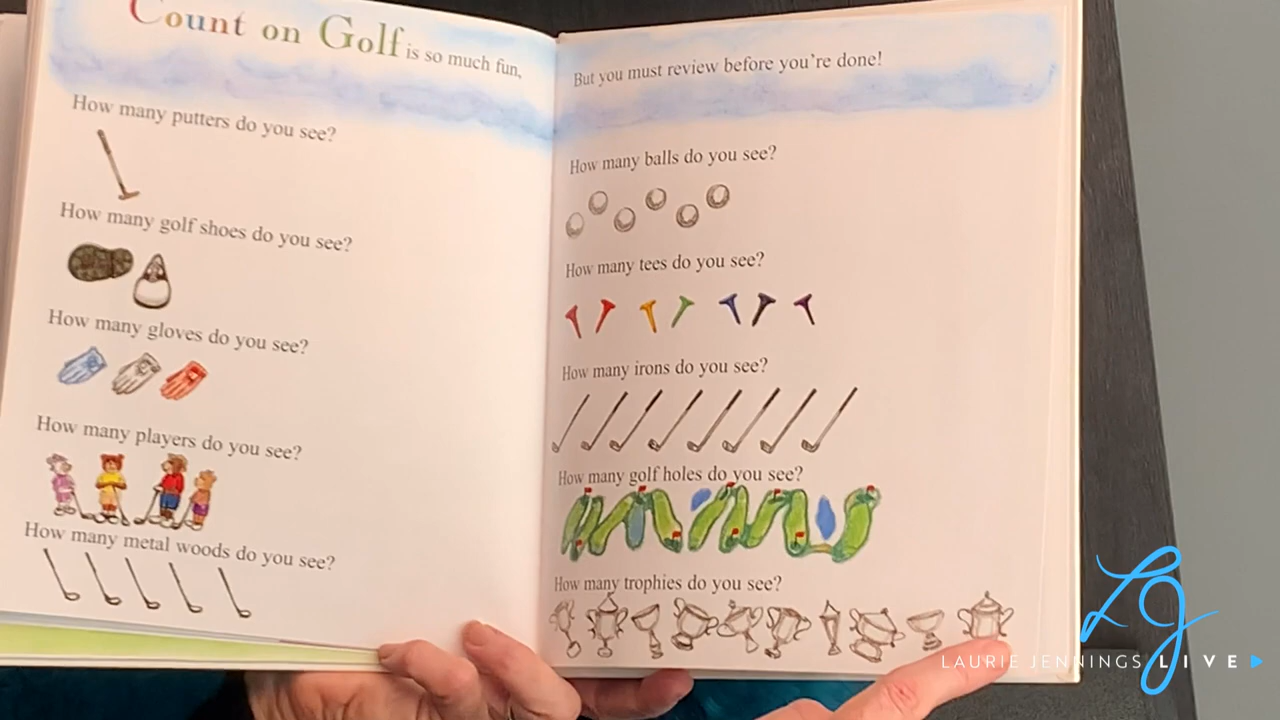 Count on Golf is so much fun,
How many putters do you see?
How many golf shoes do you see?
How many gloves do you see?
How many players do you see?
How many metal woods do you see?
But you must review before you're done!
How many balls do you see?
How many tees do you see?
How many irons do you see?
How many golf holes do you see?
How many trophies do you see?
LJ
LAURIE JENNINGS LIVE